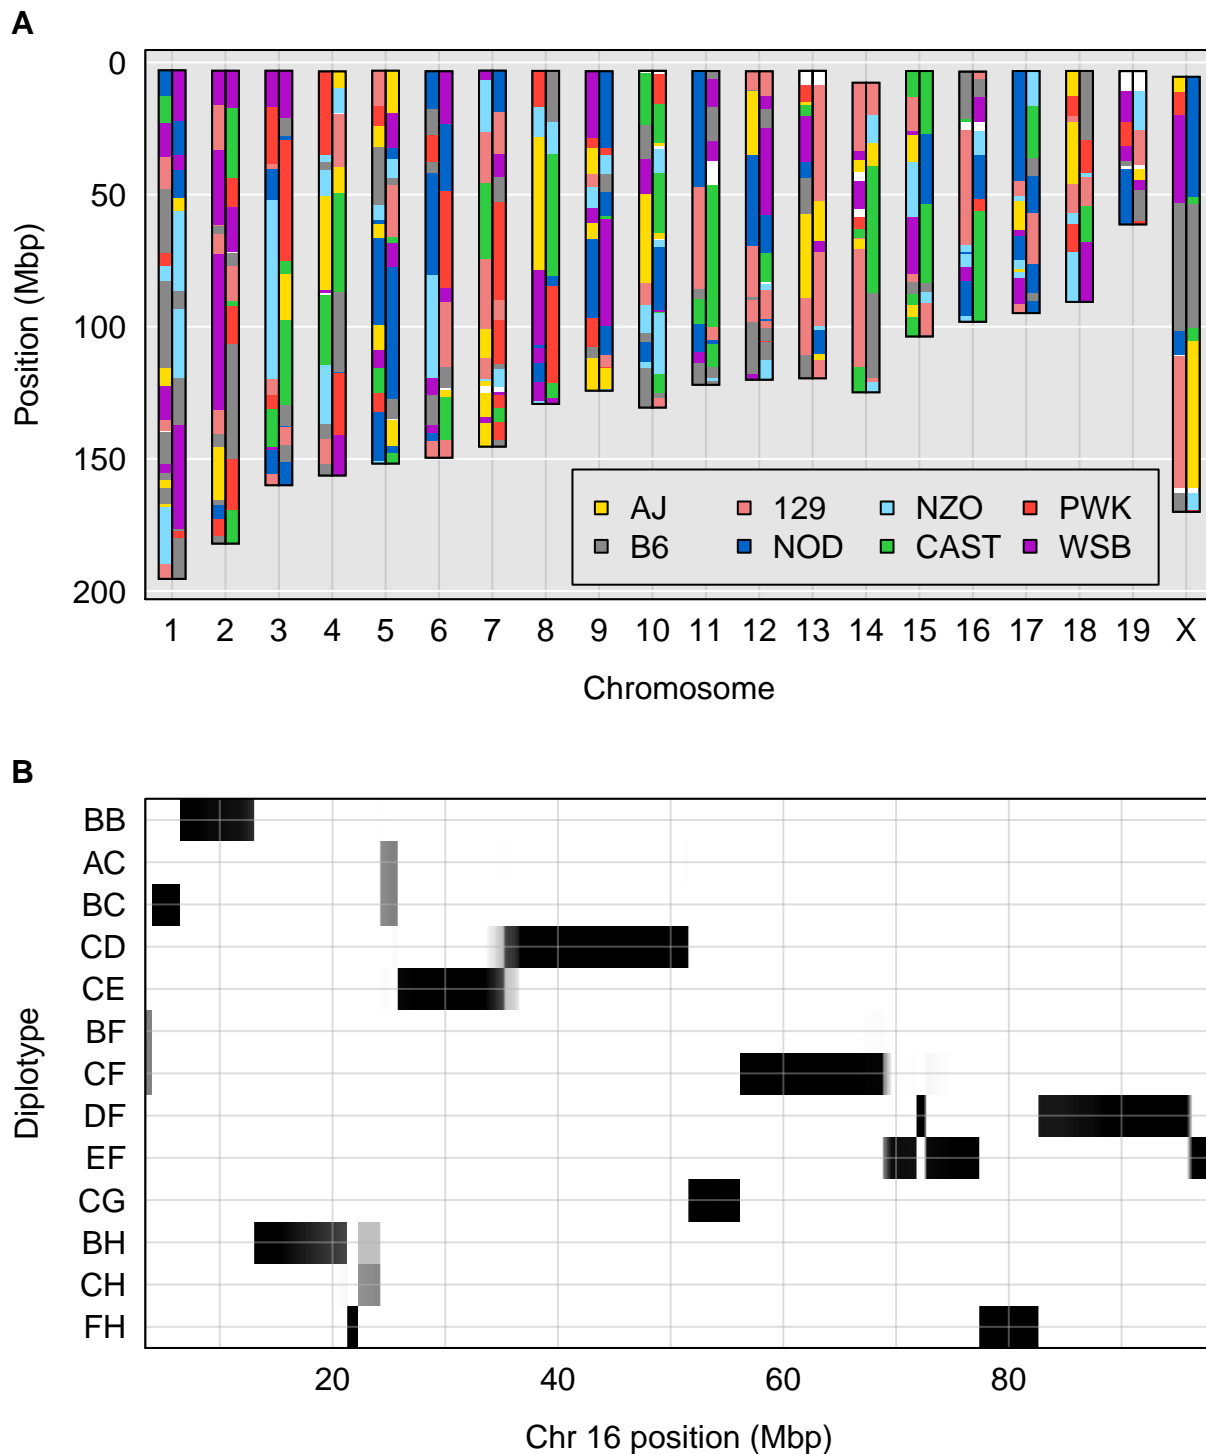 A
Position (Mbp)
0
50
100
150
200
AJ 129 NZO PWK
B6 NOD CAST WSB
1 2 3 4 5 6 7 8 9 10 11 12 13 14 15 16 17 18 19 X
Chromosome
B
Diplotype
BB
AC
BC
CD
CE
BF
CF
DF
EF
CG
BH
CH
FH
20 40 60 80
Chr 16 position (Mbp)